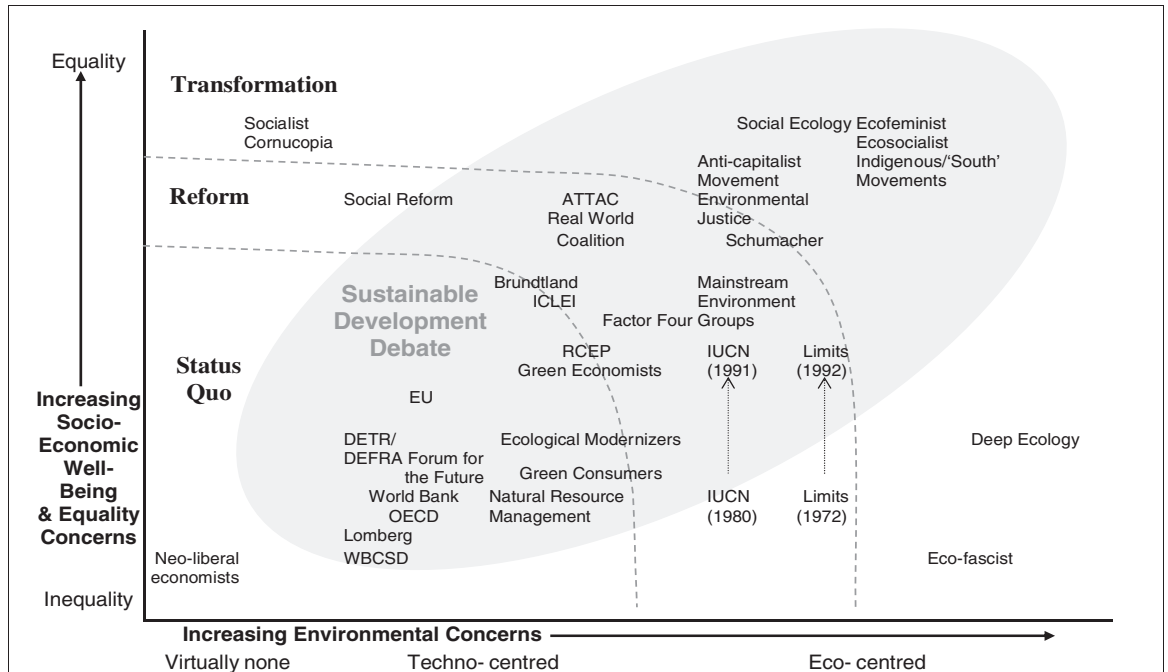 Equality
Transformation
Socialist
Cornucopia
Social Ecology
Ecofeminist
Ecosocialist
Indigenous/‘South’
Movements
Anti-capitalist
Movement
Environmental
Justice
Reform
Social Reform
ATTAC
Real World
Coalition
Schumacher
Sustainable
Development
Debate
Brundtland
ICLEI
Mainstream
Environment
Factor Four Groups
Status
Quo
RCEP
Green Economists
IUCN
(1991)
Limits
(1992)
EU
Increasing
Socio-
Economic
Well-
Being
& Equality
Concerns
DETR/
DEFRA
Forum for
the Future
Ecological Modernizers
Green Consumers
Deep Ecology
World Bank
OECD
Natural Resource
Management
IUCN
(1980)
Limits
(1972)
Lomberg
WBCSD
Neo-liberal
economists
Eco-fascist
Inequality
Increasing Environmental Concerns
Virtually none
Techno- centred
Eco- centred